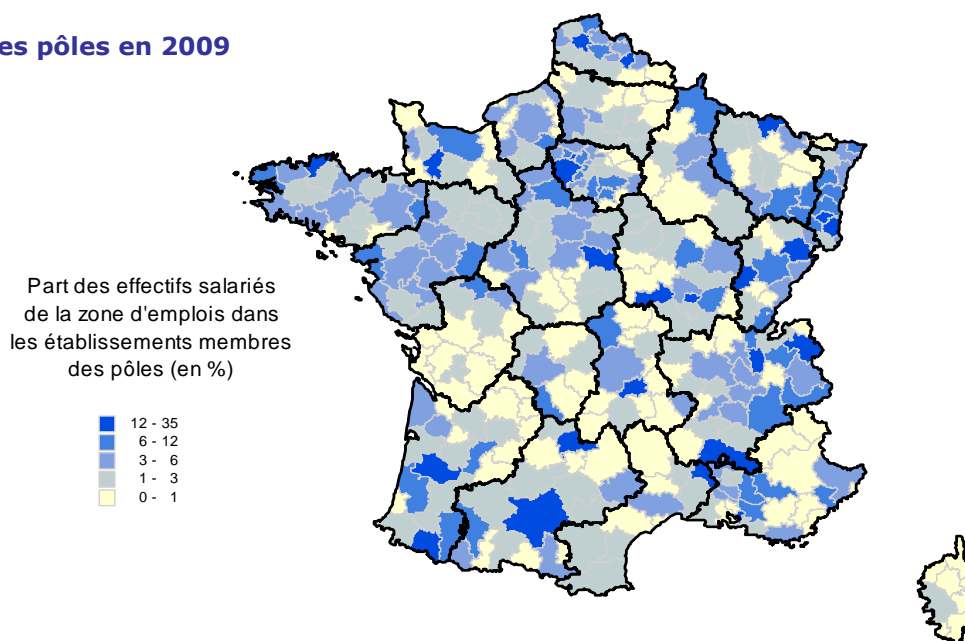 es pôles en 2009
Part des effectifs salariés
de la zone d'emplois dans
les établissements membres
des pôles (en %)
12 - 35
6 - 12
3 - 6
1 - 3
0 - 1